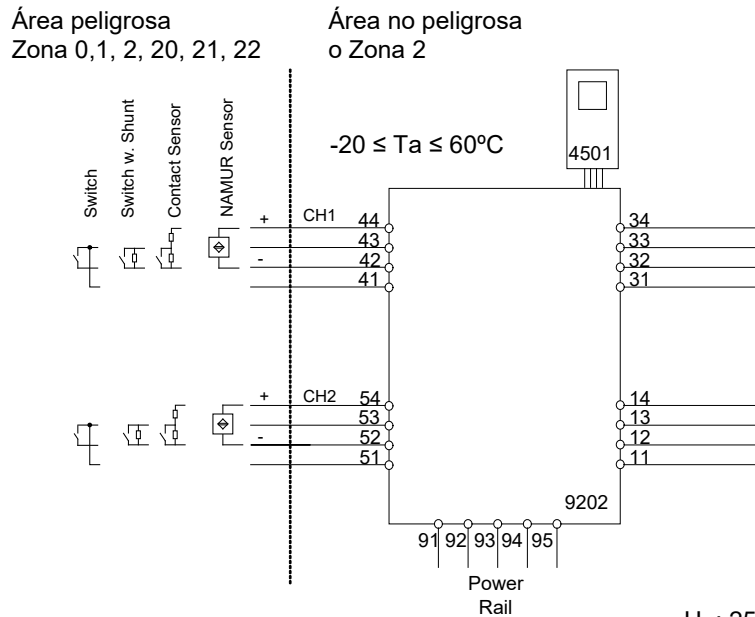 Área peligrosa
Zona 0,1, 2, 20, 21, 22
Área no peligrosa
o Zona 2
-20 ≤ Ta ≤ 60ºC
4501
Switch
Switch w. Shunt
Contact Sensor
NAMUR Sensor
+ CH1 44
43
- 42
41
34
33
32
31
+ CH2 54
53
- 52
51
14
13
12
11
9202
91 92 93 94 95
Power
Rail